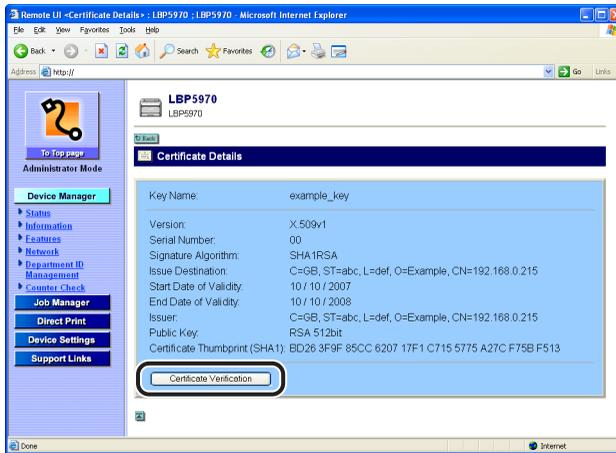 Remote UI <Certificate Details> : LBP5970 ; LBP5970 - Microsoft Internet Explorer
File Edit View Favorites Tools Help
Back Search Favorites
Address http:// Go Links
LBP5970
LBP5970
Back
To Top page
Administrator Mode
Certificate Details
Device Manager
Status
Information
Features
Network
Department ID
Management
Counter Check
Job Manager
Direct Print
Device Settings
Support Links
Key Name: example_key
Version: X.509v1
Serial Number: 00
Signature Algorithm: SHA1RSA
Issue Destination: C=GB, ST=abc, L=def, O=Example, CN=192.168.0.215
Start Date of Validity: 10 / 10 / 2007
End Date of Validity: 10 / 10 / 2008
Issuer: C=GB, ST=abc, L=def, O=Example, CN=192.168.0.215
Public Key: RSA 512bit
Certificate Thumbprint (SHA1): BD26 3F9F 85CC 6207 17F1 C715 5775 A27C F75B F513
Certificate Verification
Done Internet